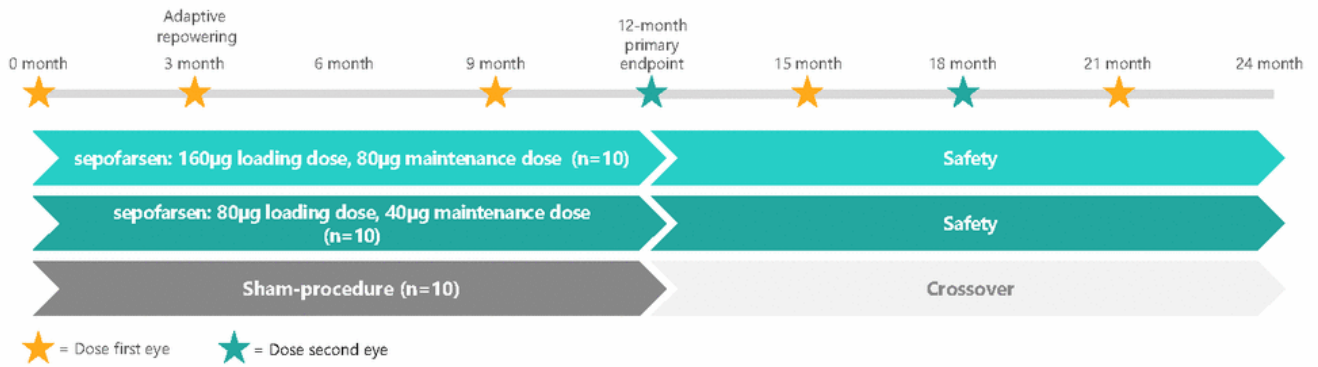 Adaptive
repowering
12-month
primary
endpoint
0 month
3 month
6 month
9 month
15 month
18 month
21 month
24 month
sepofarsen: 160µg loading dose, 80µg maintenance dose (n=10)
Safety
sepofarsen: 80µg loading dose, 40µg maintenance dose
(n=10)
Safety
Sham-procedure (n=10)
Crossover
= Dose first eye
= Dose second eye